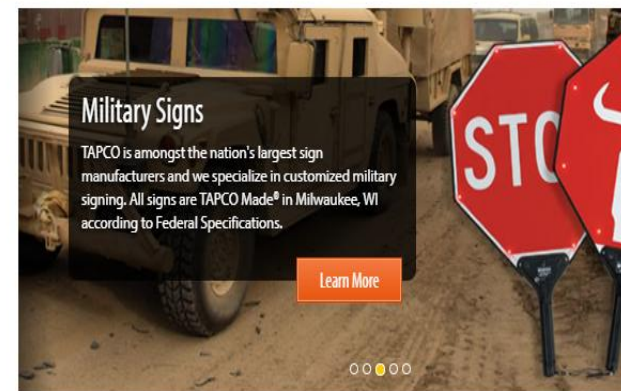 Military Signs
TAPCO is amongst the nation's largest sign
manufacturers and we specialize in customized military
signing. All signs are TAPCO Made® in Milwaukee, WI
according to Federal Specifications.
STO
Learn More